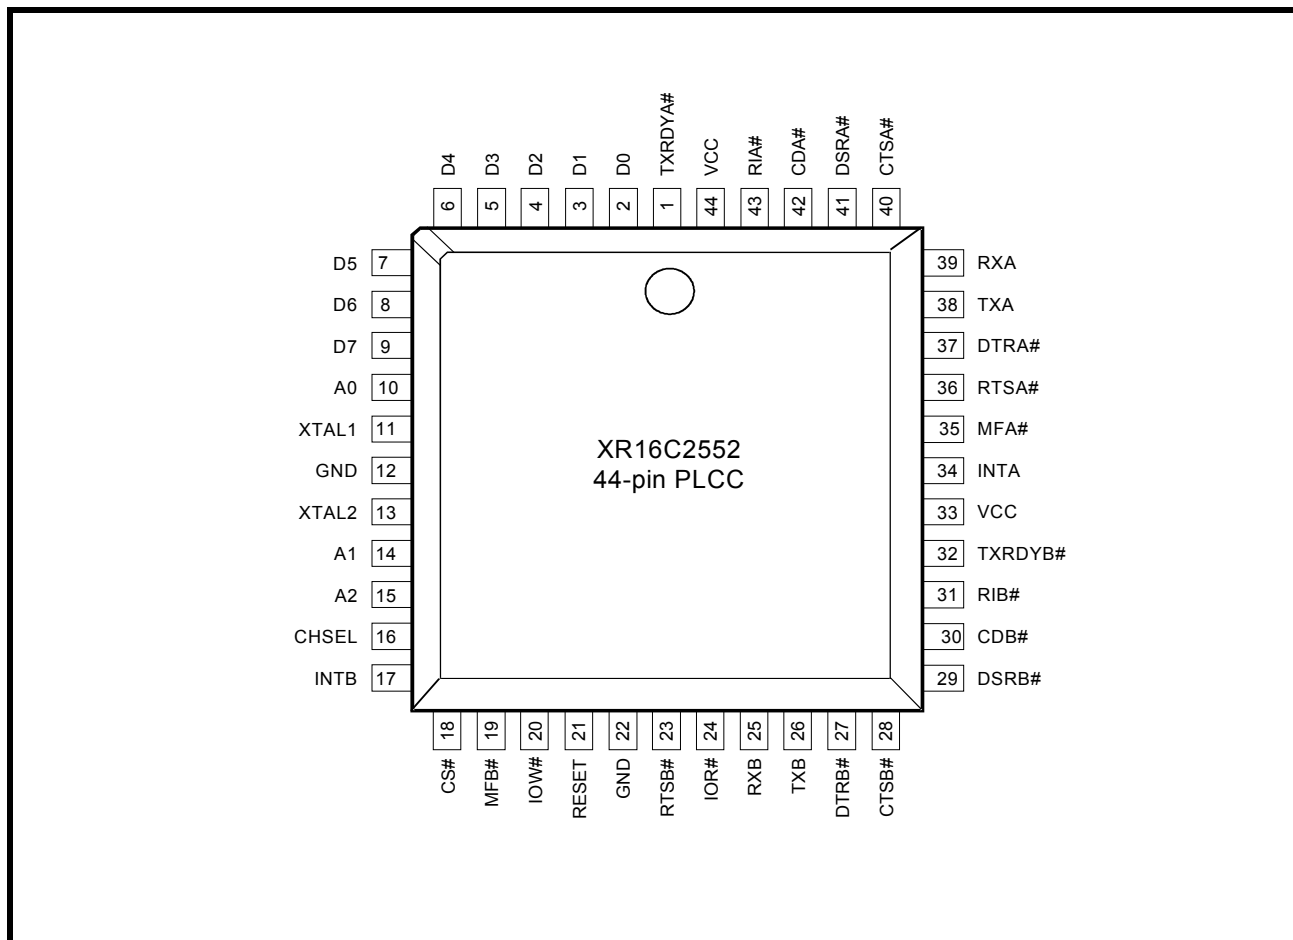 D4
D3
D2
D1
D0
TXRDYA#
VCC
RIA#
CDA#
DSRA#
CTSA#
6
5
4
3
2
1
44
43
42
41
40
D5 7
D6 8
D7 9
A0 10
XTAL1 11
GND 12
XTAL2 13
A1 14
A2 15
CHSEL 16
INTB 17
XR16C2552
44-pin PLCC
39 RXA
38 TXA
37 DTRA#
36 RTSA#
35 MFA#
34 INTA
33 VCC
32 TXRDYB#
31 RIB#
30 CDB#
29 DSRB#
18
19
20
21
22
23
24
25
26
27
28
CS#
MFB#
IOW#
RESET
GND
RTSB#
IOR#
RXB
TXB
DTRB#
CTSB#